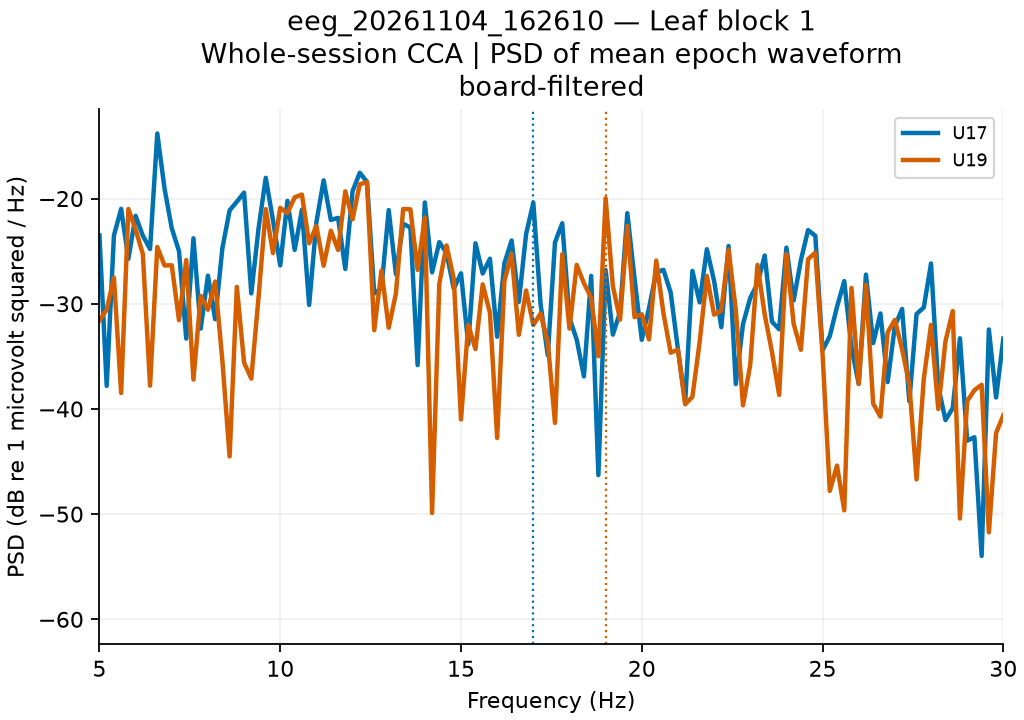 eeg_20261104_162610 — Leaf block 1
Whole-session CCA | PSD of mean epoch waveform
board-filtered
U17
U19
PSD (dB re 1 microvolt squared / Hz)
−20
−30
−40
−50
−60
5
10
15
20
25
30
Frequency (Hz)